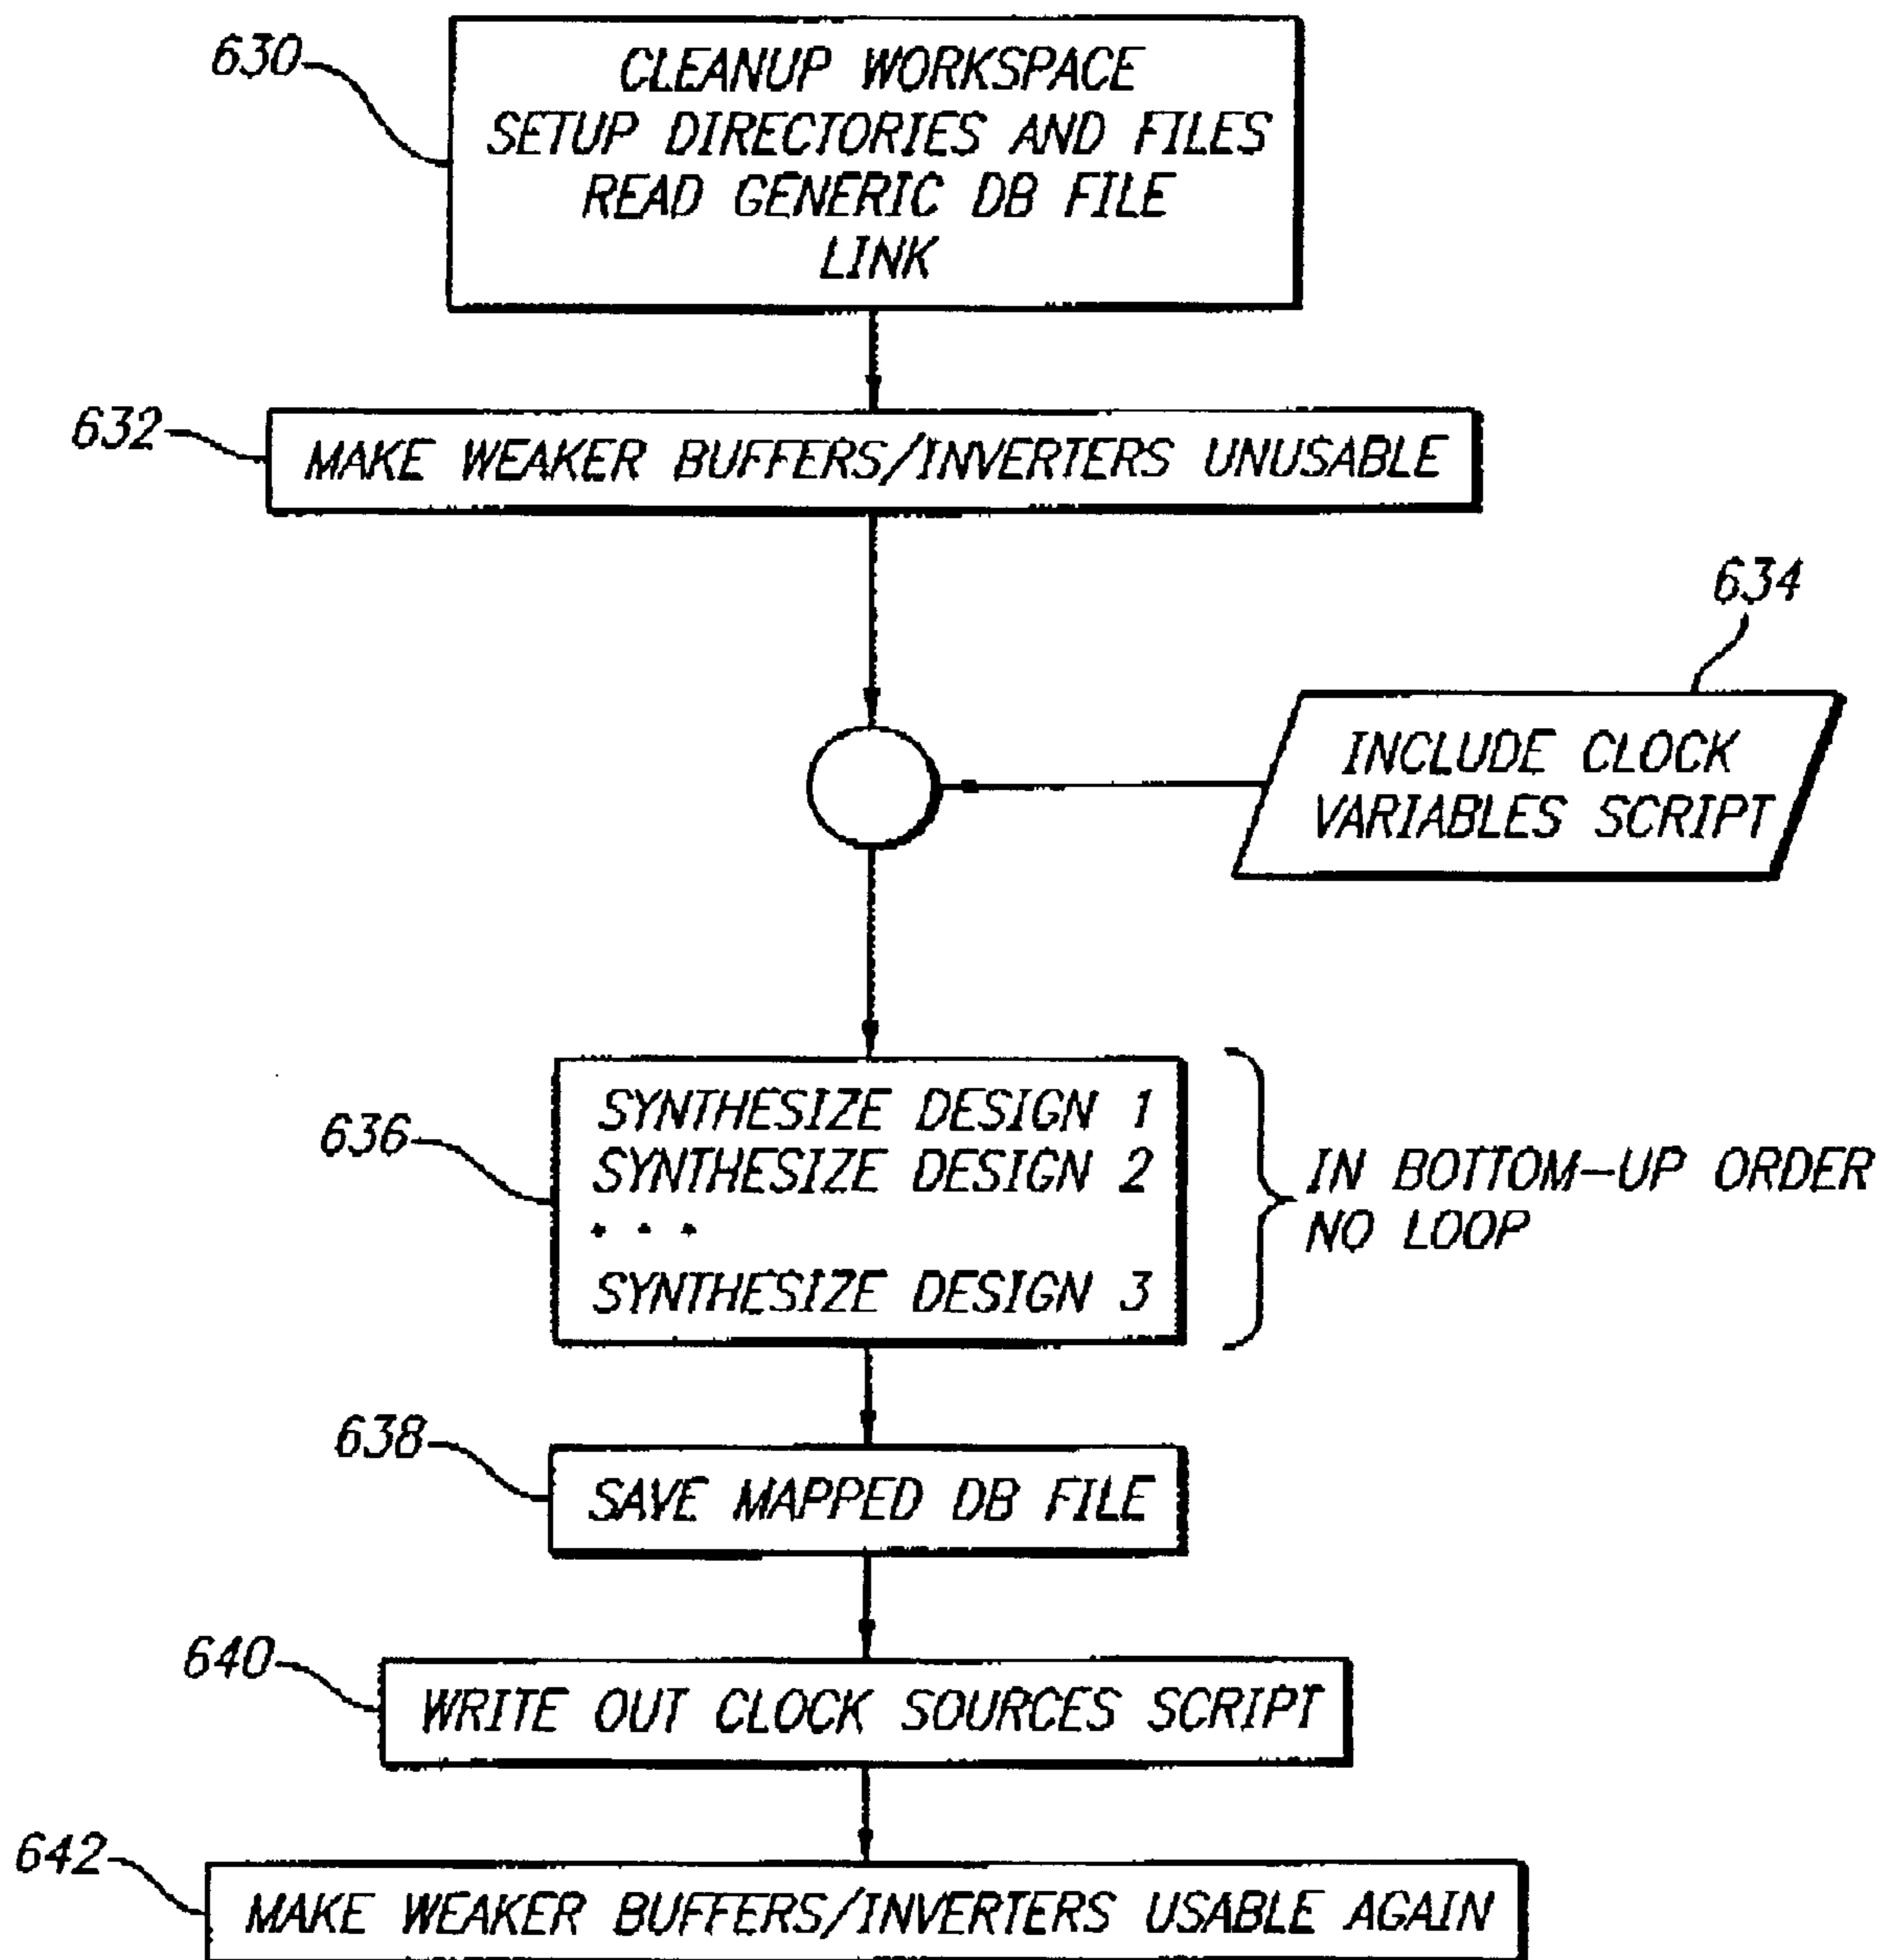 630
CLEANUP WORKSPACE
SETUP DIRECTORIES AND FILES
READ GENERIC DB FILE
LINK
632
MAKE WEAKER BUFFERS/INVERTERS UNUSABLE
634
INCLUDE CLOCK
VARIABLES SCRIPT
636
SYNTHESIZE DESIGN 1
SYNTHESIZE DESIGN 2
. . .
SYNTHESIZE DESIGN 3
IN BOTTOM-UP ORDER
NO LOOP
638
SAVE MAPPED DB FILE
640
WRITE OUT CLOCK SOURCES SCRIPT
642
MAKE WEAKER BUFFERS/INVERTERS USABLE AGAIN